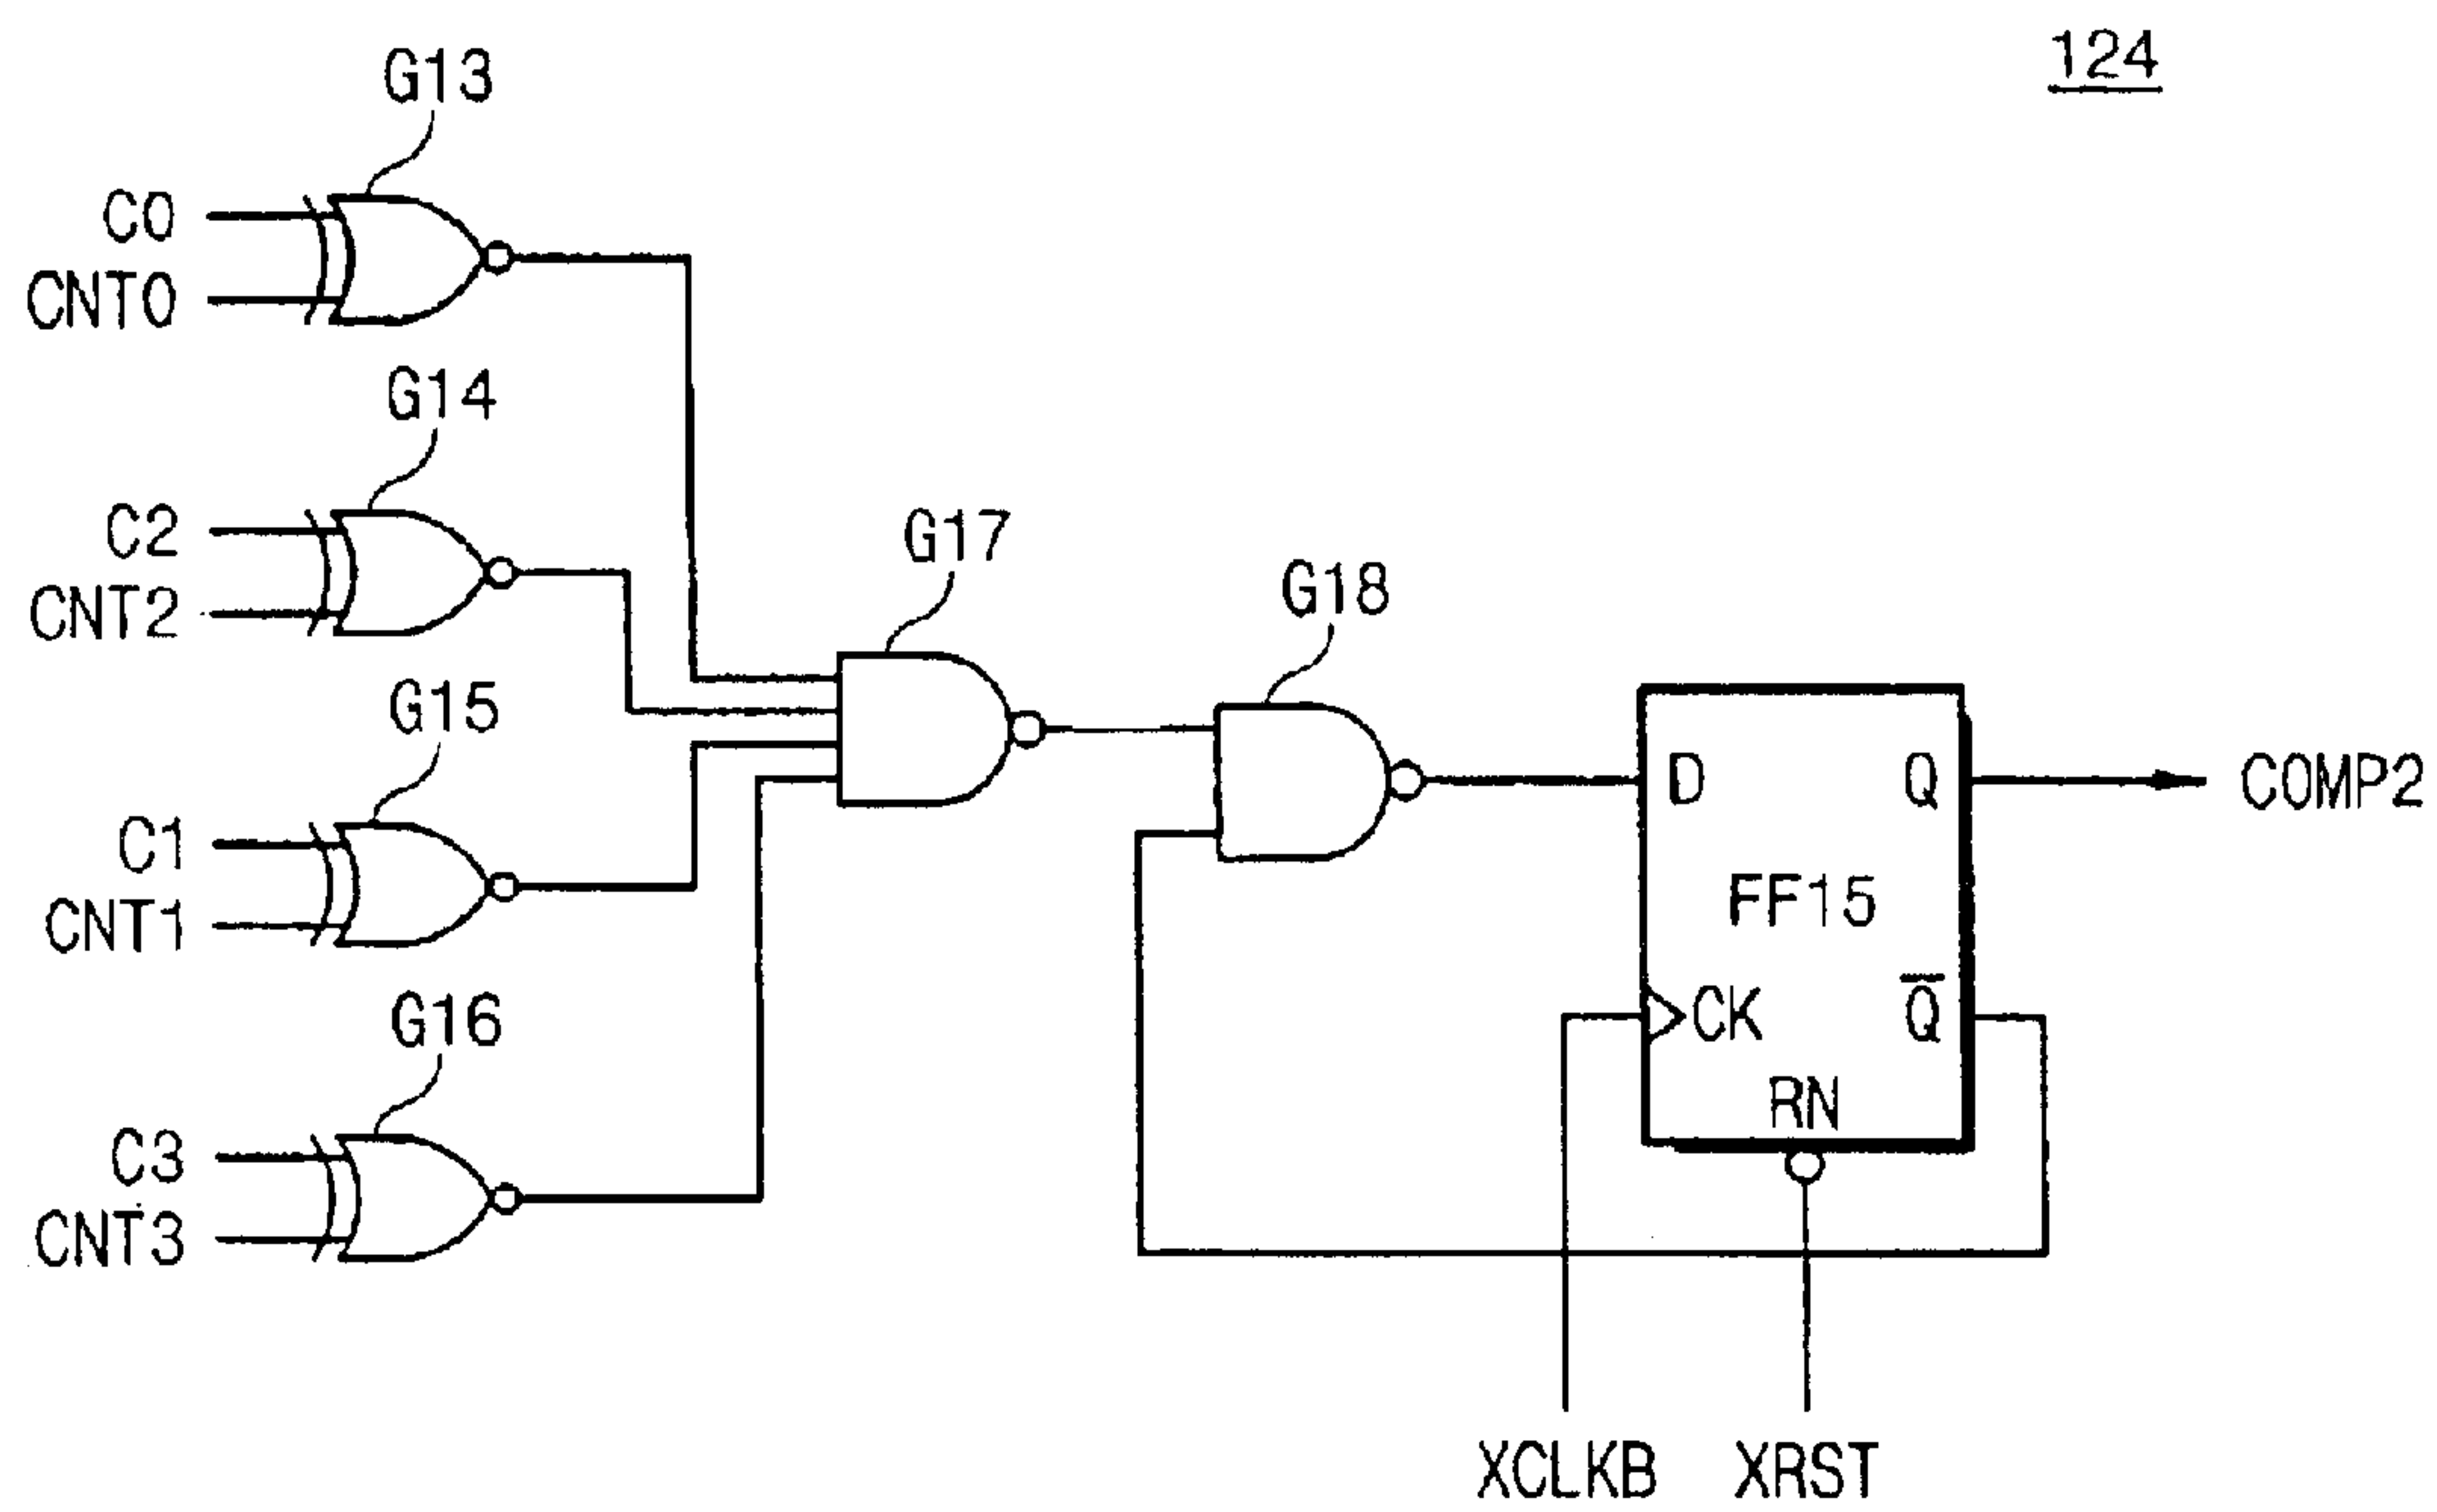 124
G13
C0
CNT0
G14
C2
CNT2
G17
G18
G15
C1
CNT1
D
Q
COMP2
FF15
G16
CK
Q̅
RN
C3
CNT3
XCLKB
XRST